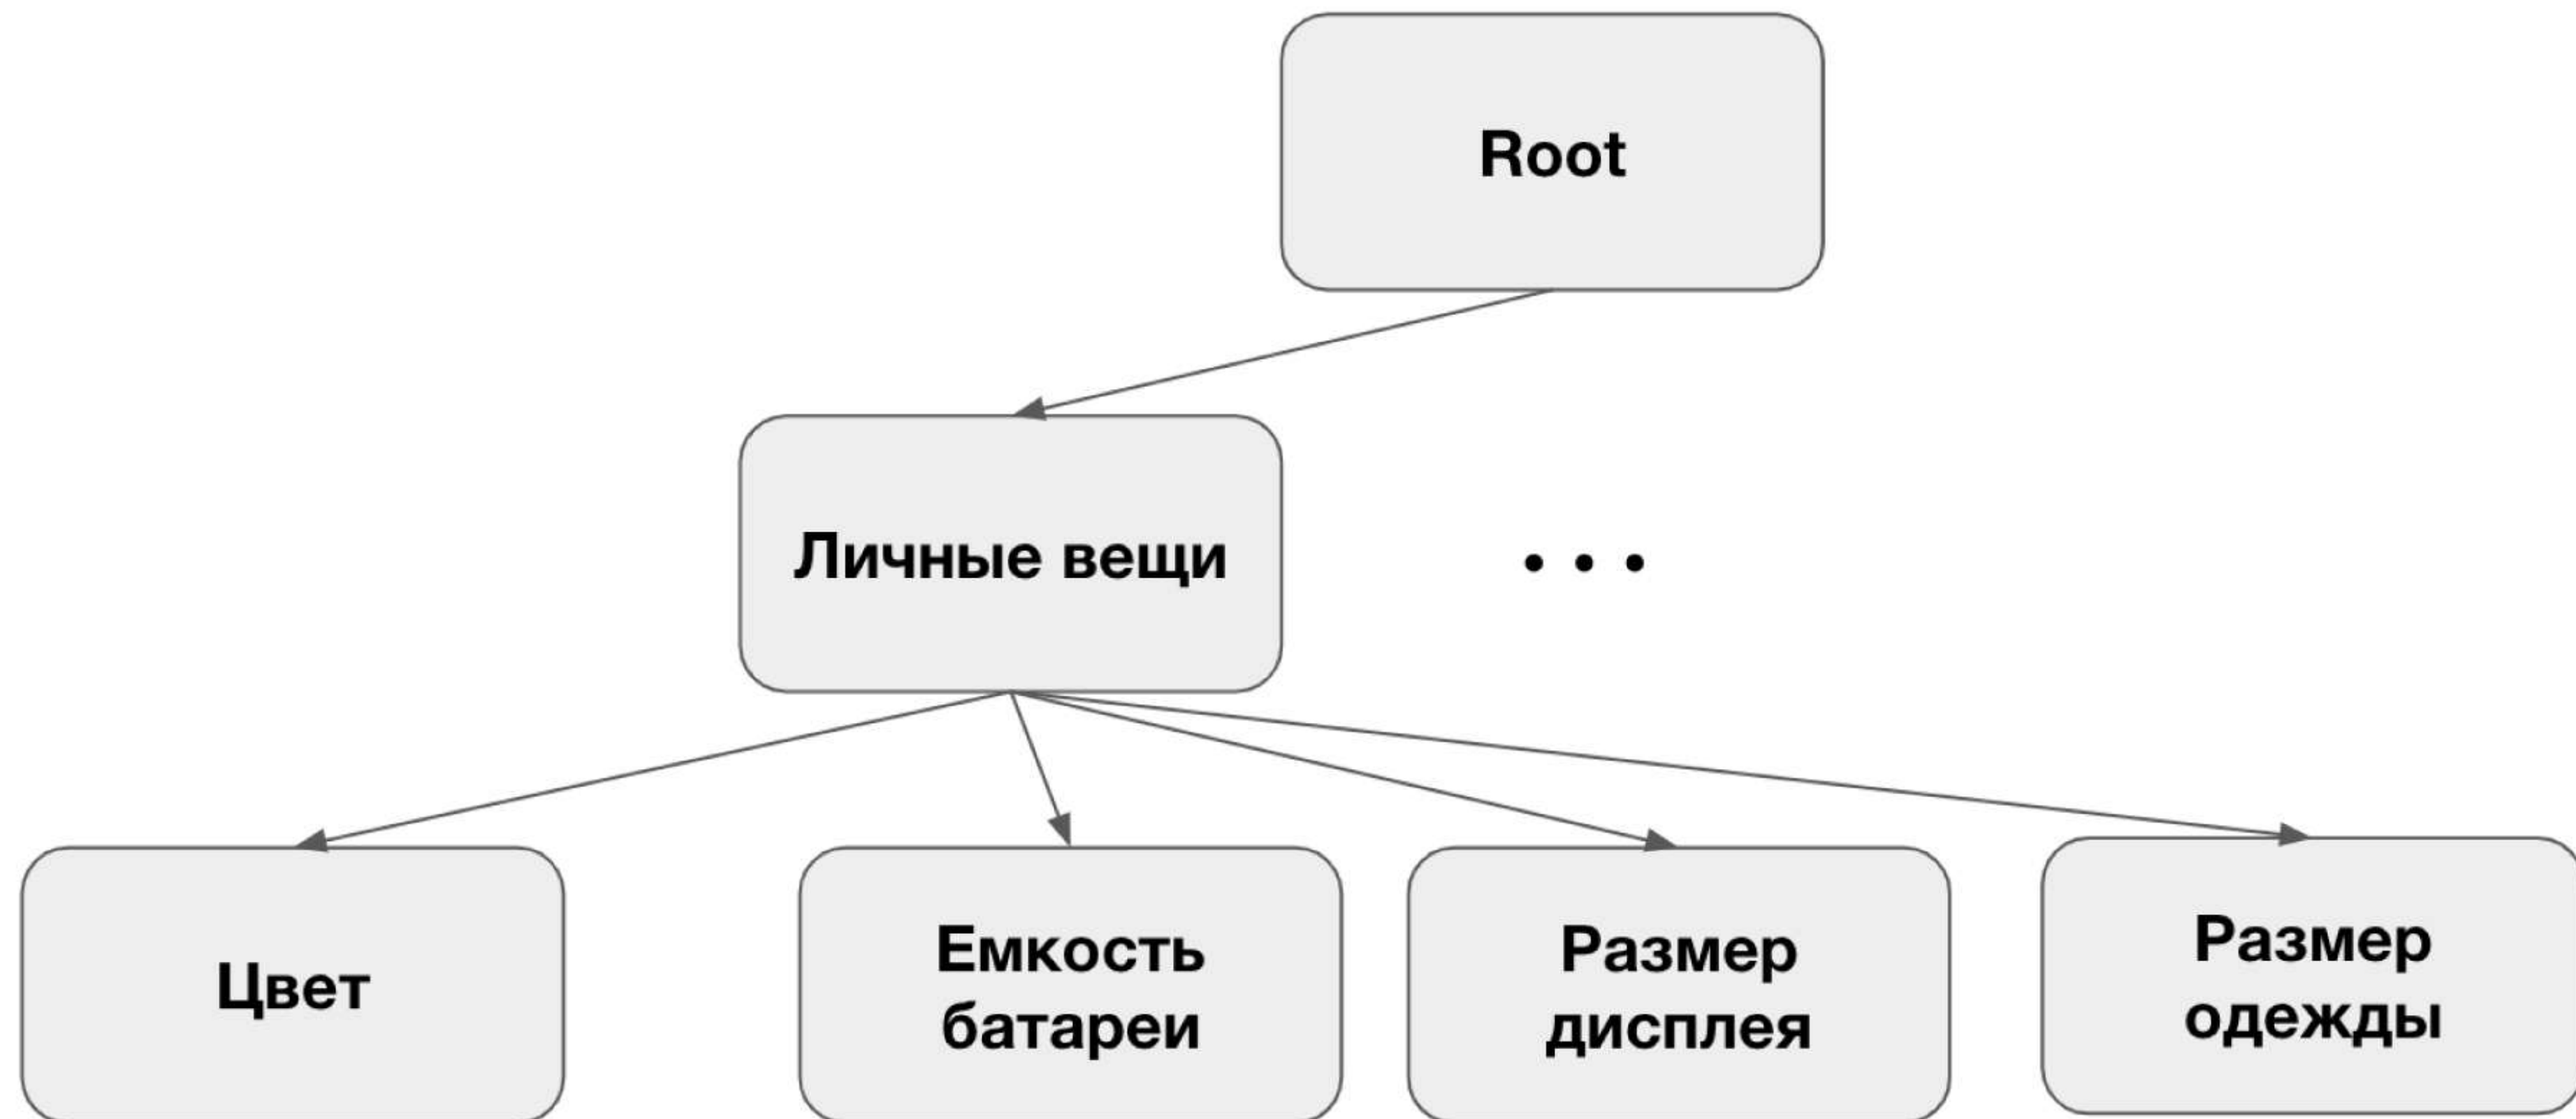 Root
Личные вещи
. . .
Цвет
Емкость
батареи
Размер
дисплея
Размер
одежды